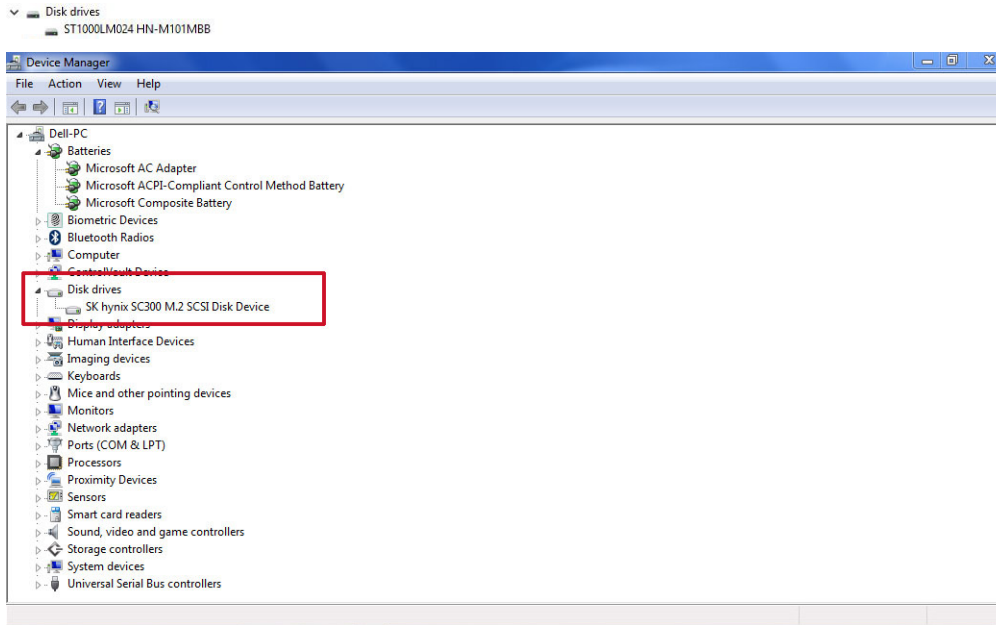 Disk drives
ST1000LM024 HN-M101MBB
Device Manager
File Action View Help
Dell-PC
Batteries
Microsoft AC Adapter
Microsoft ACPI-Compliant Control Method Battery
Microsoft Composite Battery
Biometric Devices
Bluetooth Radios
Computer
ControlVault Device
Disk drives
SK hynix SC300 M.2 SCSI Disk Device
Display adapters
Human Interface Devices
Imaging devices
Keyboards
Mice and other pointing devices
Monitors
Network adapters
Ports (COM & LPT)
Processors
Proximity Devices
Sensors
Smart card readers
Sound, video and game controllers
Storage controllers
System devices
Universal Serial Bus controllers